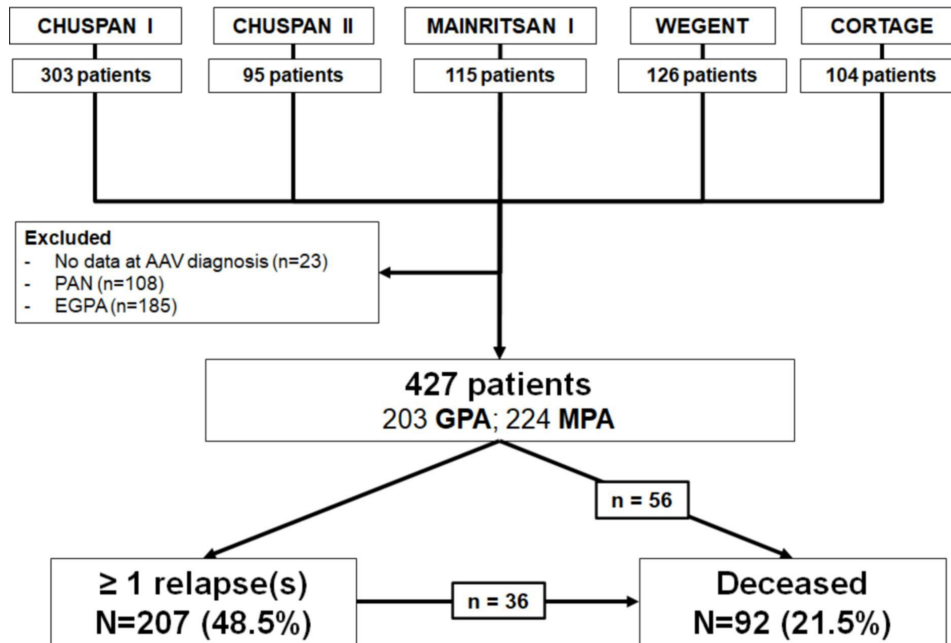 CHUSPAN I
CHUSPAN II
MAINRITSAN I
WEGENT
CORTAGE
303 patients
95 patients
115 patients
126 patients
104 patients
Excluded
- No data at AAV diagnosis (n=23)
- PAN (n=108)
- EGPA (n=185)
427 patients
203 GPA; 224 MPA
n = 56
≥ 1 relapse(s)
N=207 (48.5%)
n = 36
Deceased
N=92 (21.5%)